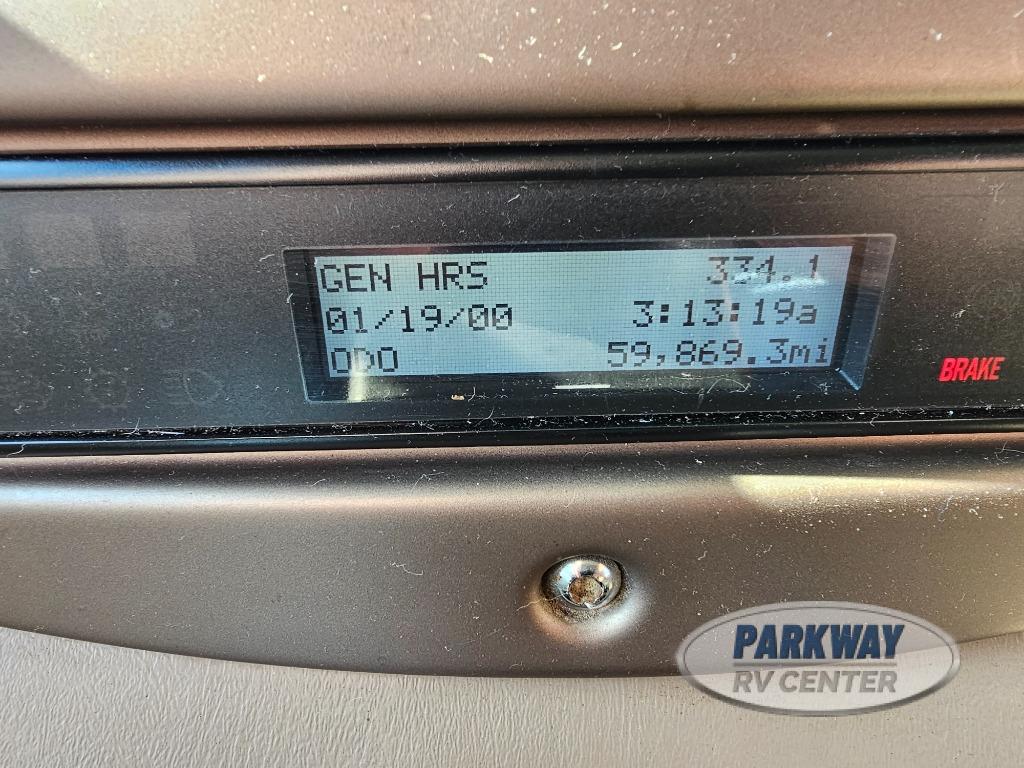 GEN HRS 334.1
01/19/00 3:13:19a
ODO 59,869.3mi
BRAKE
PARKWAY
RV CENTER